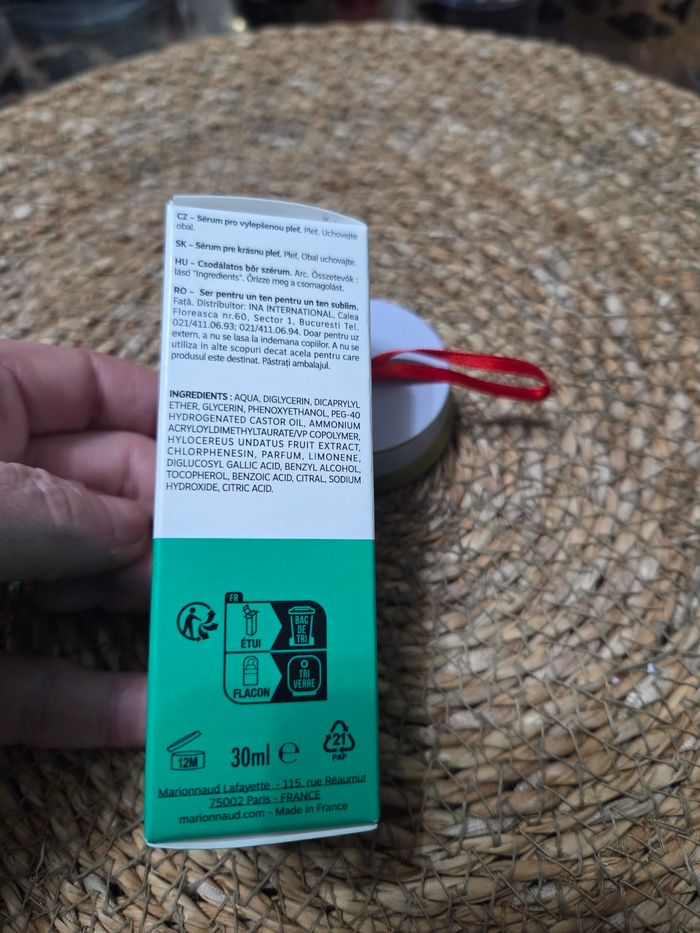 CZ – Sérum pro vylepšenou pleť. Pleť. Uchovejte
obal.
SK – Sérum pre krásnu pleť. Pleť. Obal uchovajte.
HU – Csodálatos bőr szérum. Arc. Összetevők :
lásd "Ingredients". Őrizze meg a csomagolást.
RO – Ser pentru un ten pentru un ten sublim.
Față. Distribuitor: INA INTERNATIONAL, Calea
Floreasca nr.60, Sector 1, Bucuresti Tel.
021/411.06.93; 021/411.06.94. Doar pentru uz
extern, a nu se lasa la indemana copiilor. A nu se
utiliza in alte scopuri decat acela pentru care
produsul este destinat. Păstrați ambalajul.
INGREDIENTS : AQUA, DIGLYCERIN, DICAPRYLYL
ETHER, GLYCERIN, PHENOXYETHANOL, PEG-40
HYDROGENATED CASTOR OIL, AMMONIUM
ACRYLOYLDIMETHYLTAURATE/VP COPOLYMER,
HYLOCEREUS UNDATUS FRUIT EXTRACT,
CHLORPHENESIN, PARFUM, LIMONENE,
DIGLUCOSYL GALLIC ACID, BENZYL ALCOHOL,
TOCOPHEROL, BENZOIC ACID, CITRAL, SODIUM
HYDROXIDE, CITRIC ACID.
FR
ÉTUI
BAC
DE
TRI
FLACON
TRI
VERRE
12M
30ml e
21
PAP
Marionnaud Lafayette - 115, rue Réaumur
75002 Paris - FRANCE
marionnaud.com - Made in France